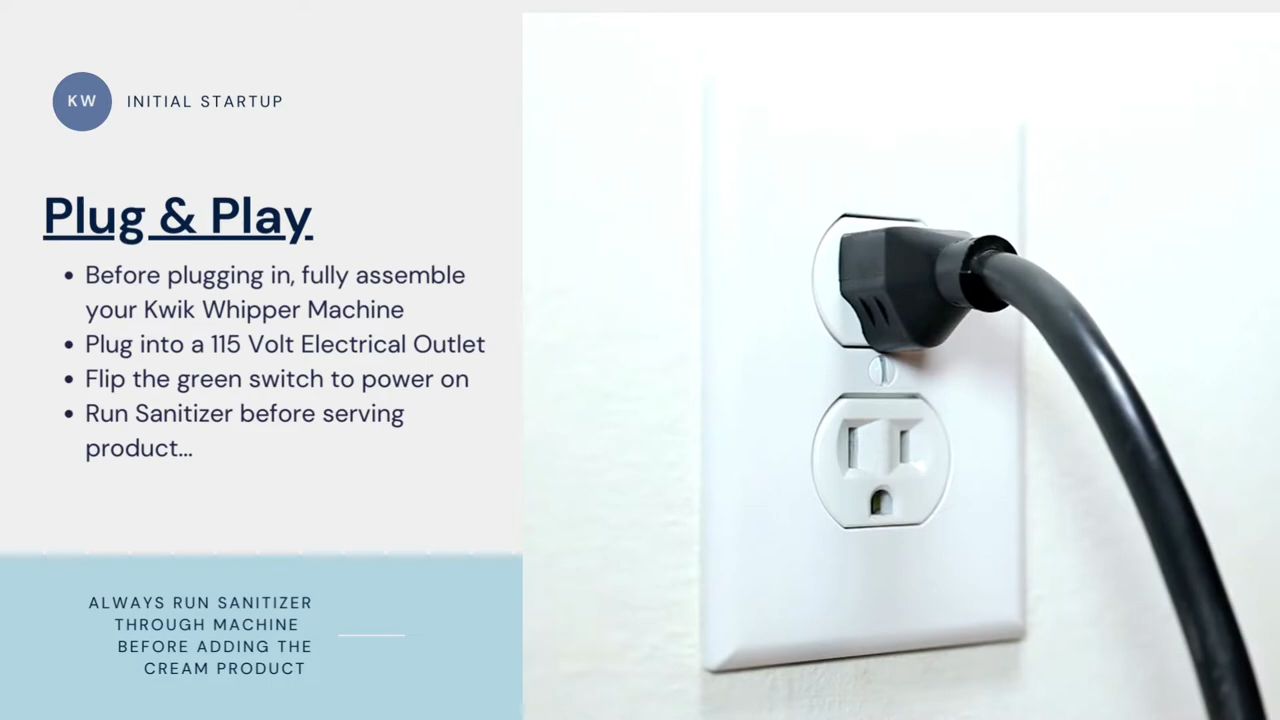 KW
INITIAL STARTUP
Plug & Play
• Before plugging in, fully assemble
your Kwik Whipper Machine
• Plug into a 115 Volt Electrical Outlet
• Flip the green switch to power on
• Run Sanitizer before serving
product...
ALWAYS RUN SANITIZER
THROUGH MACHINE
BEFORE ADDING THE
CREAM PRODUCT